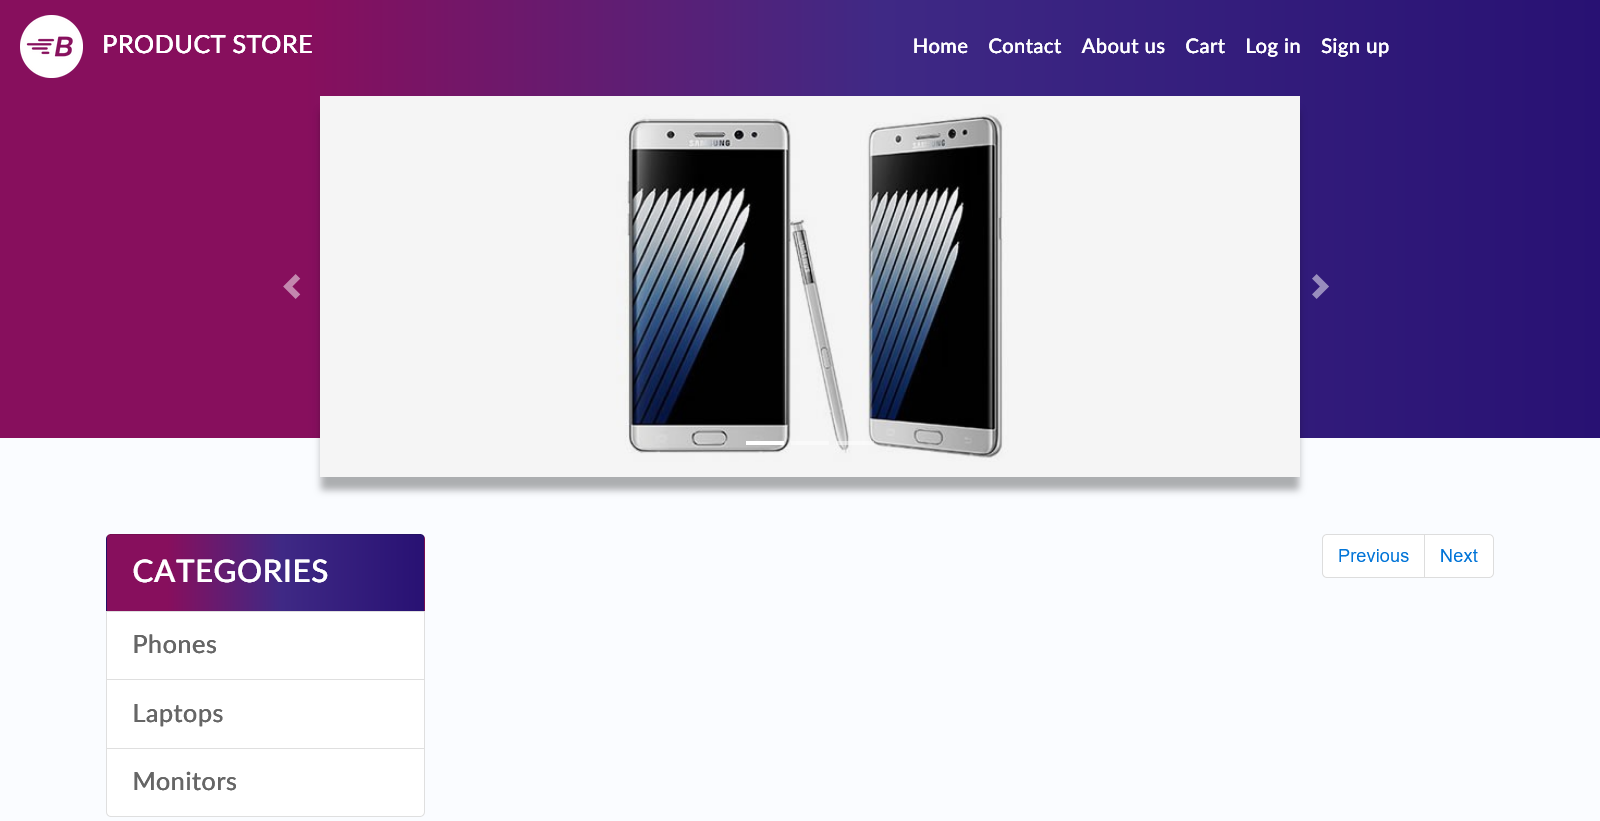 B PRODUCT STORE
Home Contact About us Cart Log in Sign up
SAMSUNG SAMSUNG
CATEGORIES
Phones
Laptops
Monitors
Previous Next